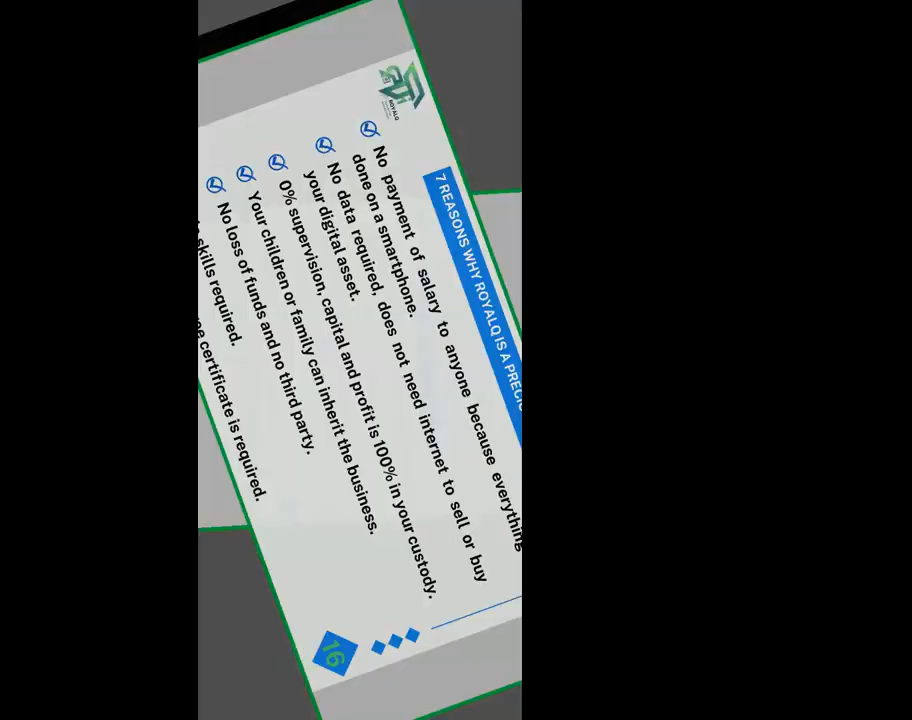 ROYALQ
7 REASONS WHY ROYALQ IS A
No payment of salary to anyone because everything
done on a smartphone.
No data required, does not need internet to sell or buy
your digital asset.
0% supervision, capital and profit is 100% in your custody.
Your children or family can inherit the business.
No loss of funds and no third party.
skills required.
certificate is required.
16